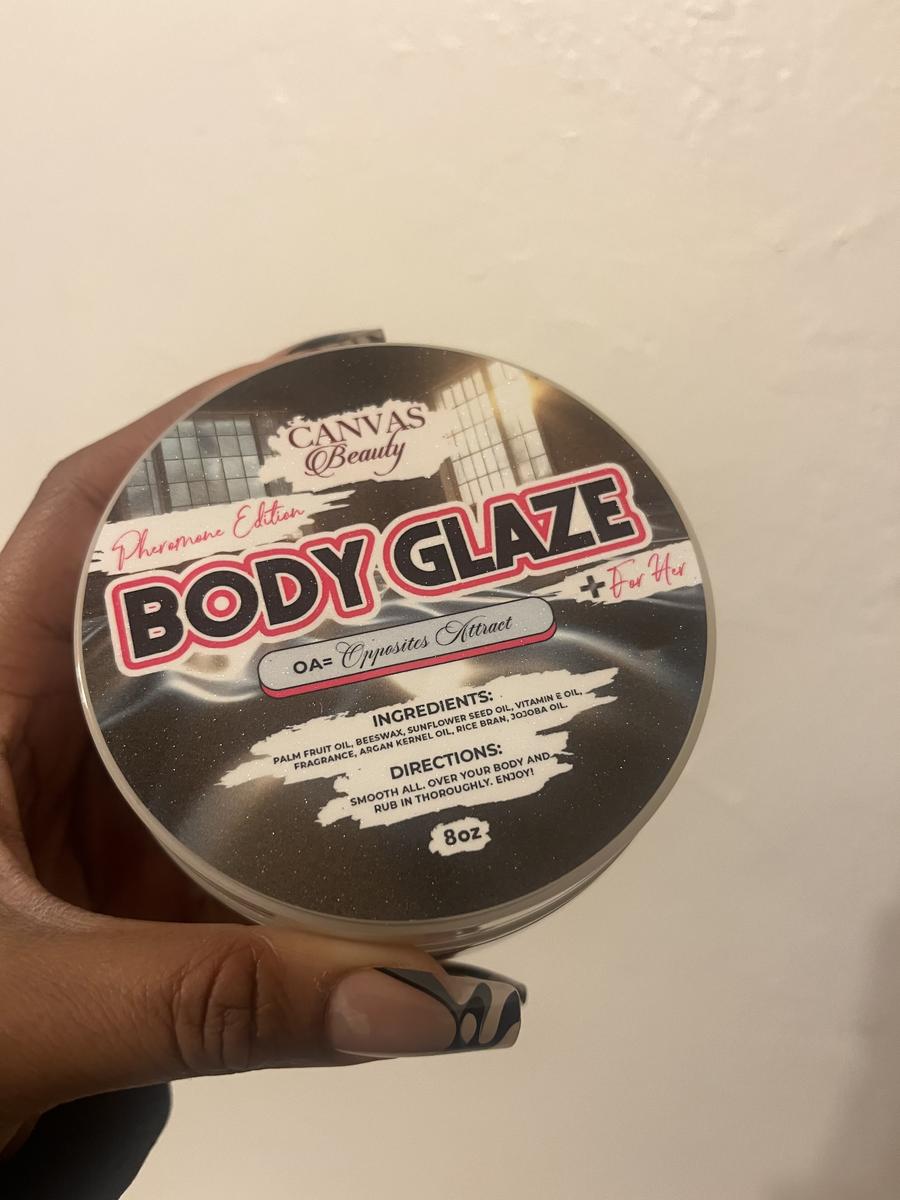 CANVAS
Beauty
Pheromone Edition
BODY GLAZE
+ For Her
OA= Opposites Attract
INGREDIENTS:
PALM FRUIT OIL, BEESWAX, SUNFLOWER SEED OIL, VITAMIN E OIL,
FRAGRANCE, ARGAN KERNEL OIL, RICE BRAN, JOJOBA OIL.
DIRECTIONS:
SMOOTH ALL. OVER YOUR BODY AND
RUB IN THOROUGHLY. ENJOY!
8oz